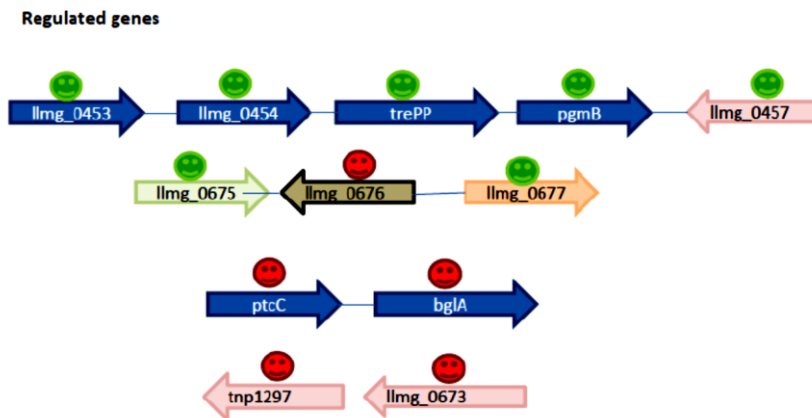 Regulated genes
llmg_0453 llmg_0454 trePP pgmB llmg_0457
llmg_0675 llmg_0676 llmg_0677
ptcC bglA
tnp1297 llmg_0673